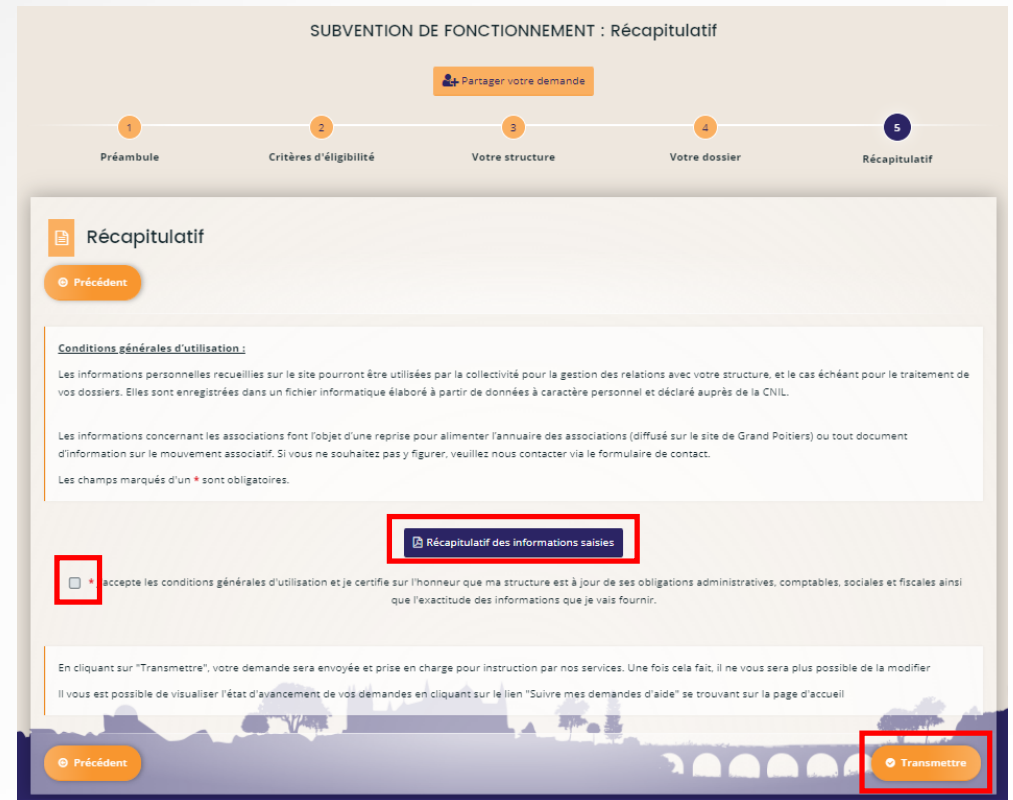 SUBVENTION DE FONCTIONNEMENT : Récapitulatif
Partager votre demande
1
2
3
4
5
Préambule
Critères d'éligibilité
Votre structure
Votre dossier
Récapitulatif
Récapitulatif
Précédent
Conditions générales d'utilisation :
Les informations personnelles recueillies sur le site pourront être utilisées par la collectivité pour la gestion des relations avec votre structure, et le cas échéant pour le traitement de
vos dossiers. Elles sont enregistrées dans un fichier informatique élaboré à partir de données à caractère personnel et déclaré auprès de la CNIL.
Les informations concernant les associations font l'objet d'une reprise pour alimenter l'annuaire des associations (diffusé sur le site de Grand Poitiers) ou tout document
d'information sur le mouvement associatif. Si vous ne souhaitez pas y figurer, veuillez nous contacter via le formulaire de contact.
Les champs marqués d'un * sont obligatoires.
Récapitulatif des informations saisies
* accepte les conditions générales d'utilisation et je certifie sur l'honneur que ma structure est à jour de ses obligations administratives, comptables, sociales et fiscales ainsi
que l'exactitude des informations que je vais fournir.
En cliquant sur "Transmettre", votre demande sera envoyée et prise en charge pour instruction par nos services. Une fois cela fait, il ne vous sera plus possible de la modifier
Il vous est possible de visualiser l'état d'avancement de vos demandes en cliquant sur le lien "Suivre mes demandes d'aide" se trouvant sur la page d'accueil
Précédent
Transmettre